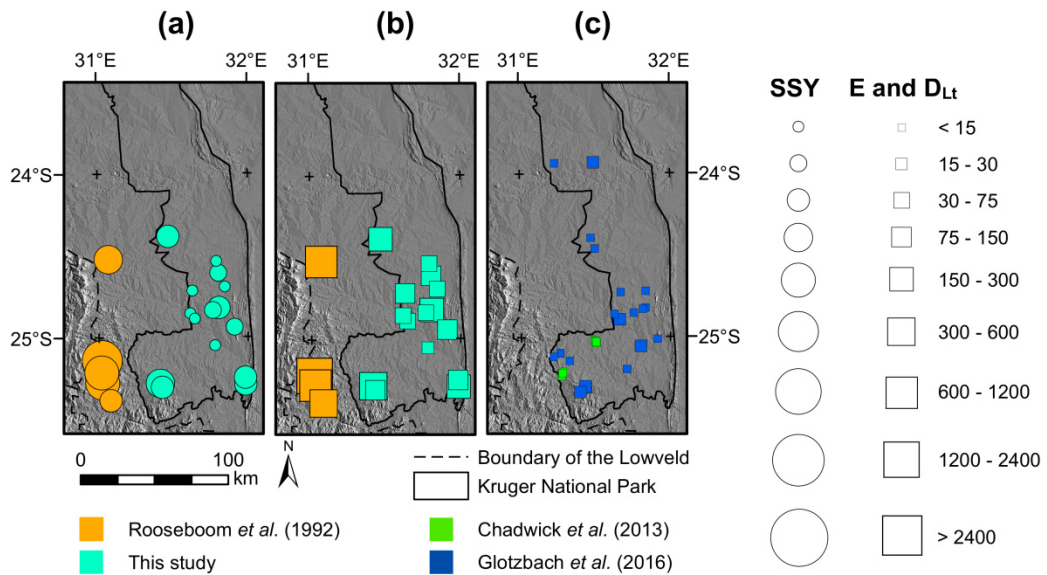 (a) (b) (c)
31°E 32°E 31°E 32°E 31°E 32°E
24°S 24°S
25°S 25°S
SSY E and D_Lt
< 15
15 - 30
30 - 75
75 - 150
150 - 300
300 - 600
600 - 1200
1200 - 2400
> 2400
0 100
km
N
Boundary of the Lowveld
Kruger National Park
Rooseboom et al. (1992)
This study
Chadwick et al. (2013)
Glotzbach et al. (2016)